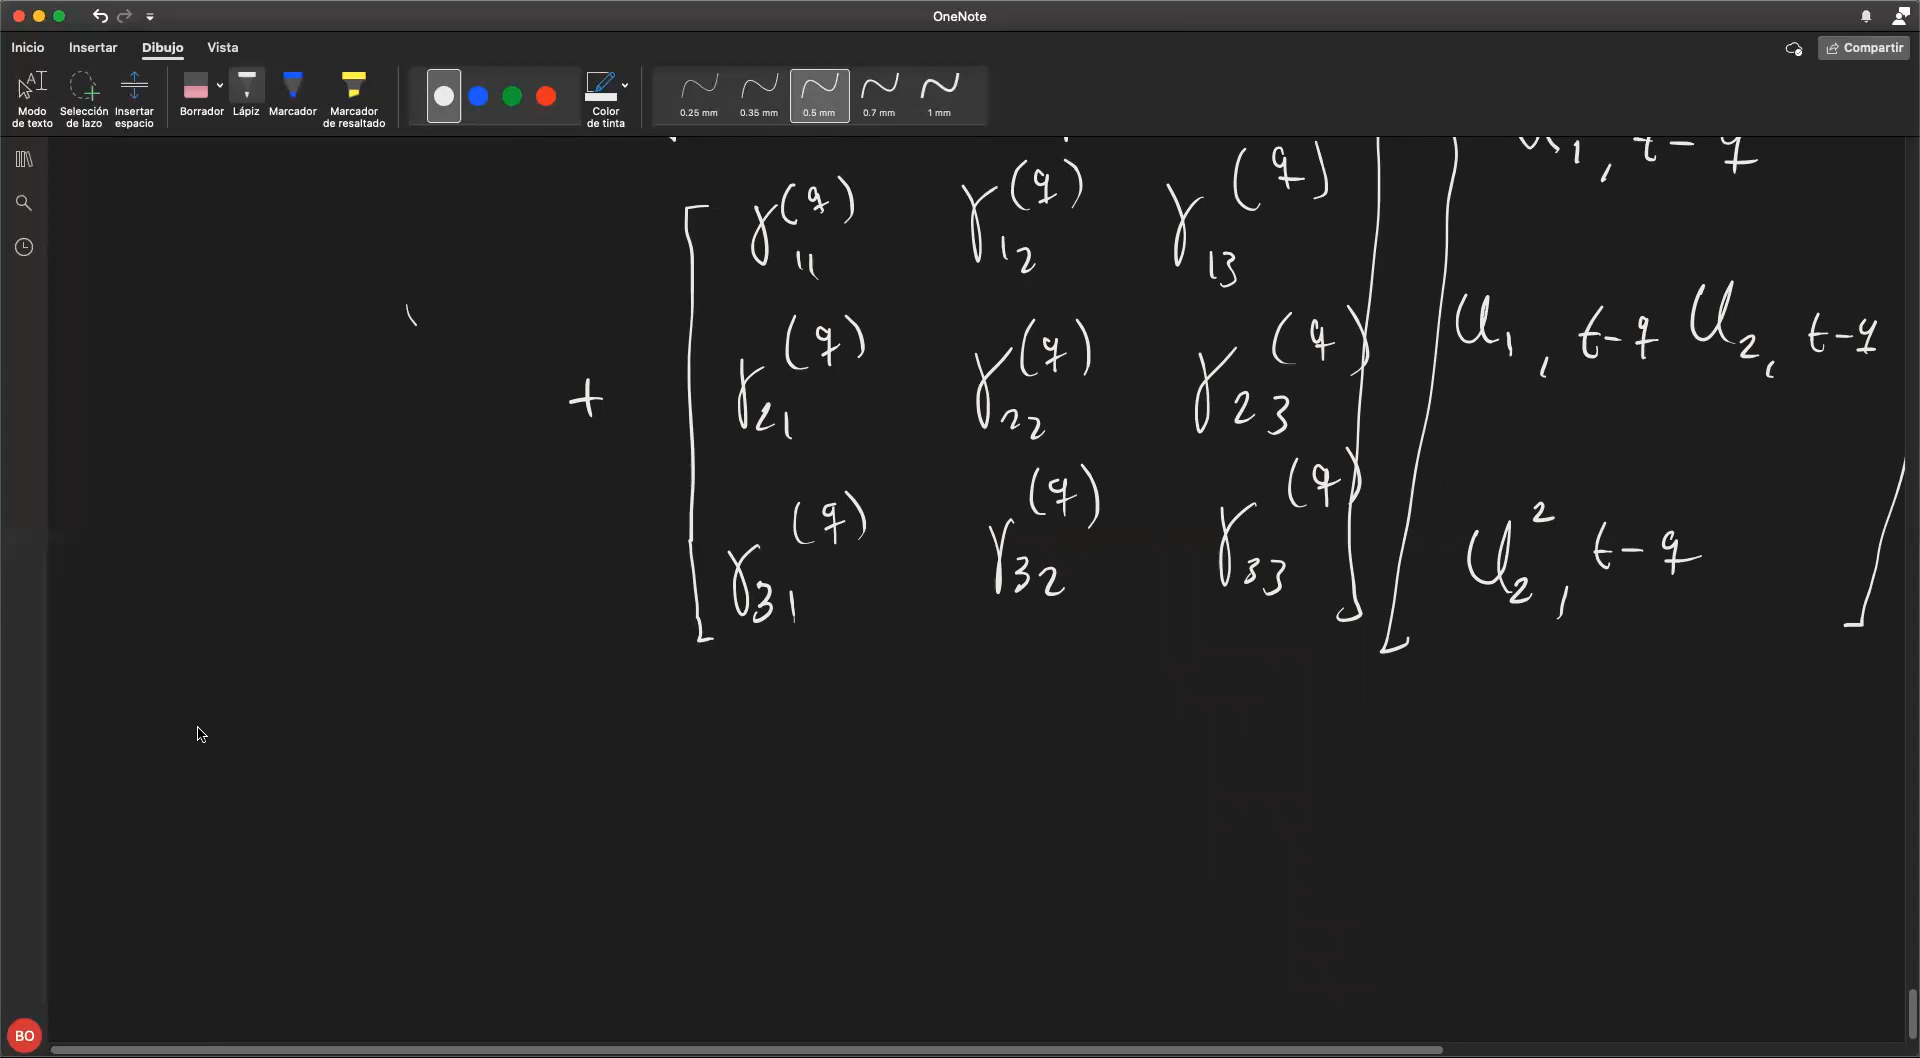 OneNote
Inicio Insertar Dibujo Vista Compartir
Modo de texto Selección de lazo Insertar espacio Borrador Lápiz Marcador Marcador de resaltado Color de tinta 0.25 mm 0.35 mm 0.5 mm 0.7 mm 1 mm
u₁, t-q
[ γ₁₁^(q) γ₁₂^(q) γ₁₃^(q)
+ γ₂₁^(q) γ₂₂^(q) γ₂₃^(q) u₁, t-q u₂, t-q
γ₃₁^(q) γ₃₂^(q) γ₃₃^(q) ] [ u₂², t-q ]
BO